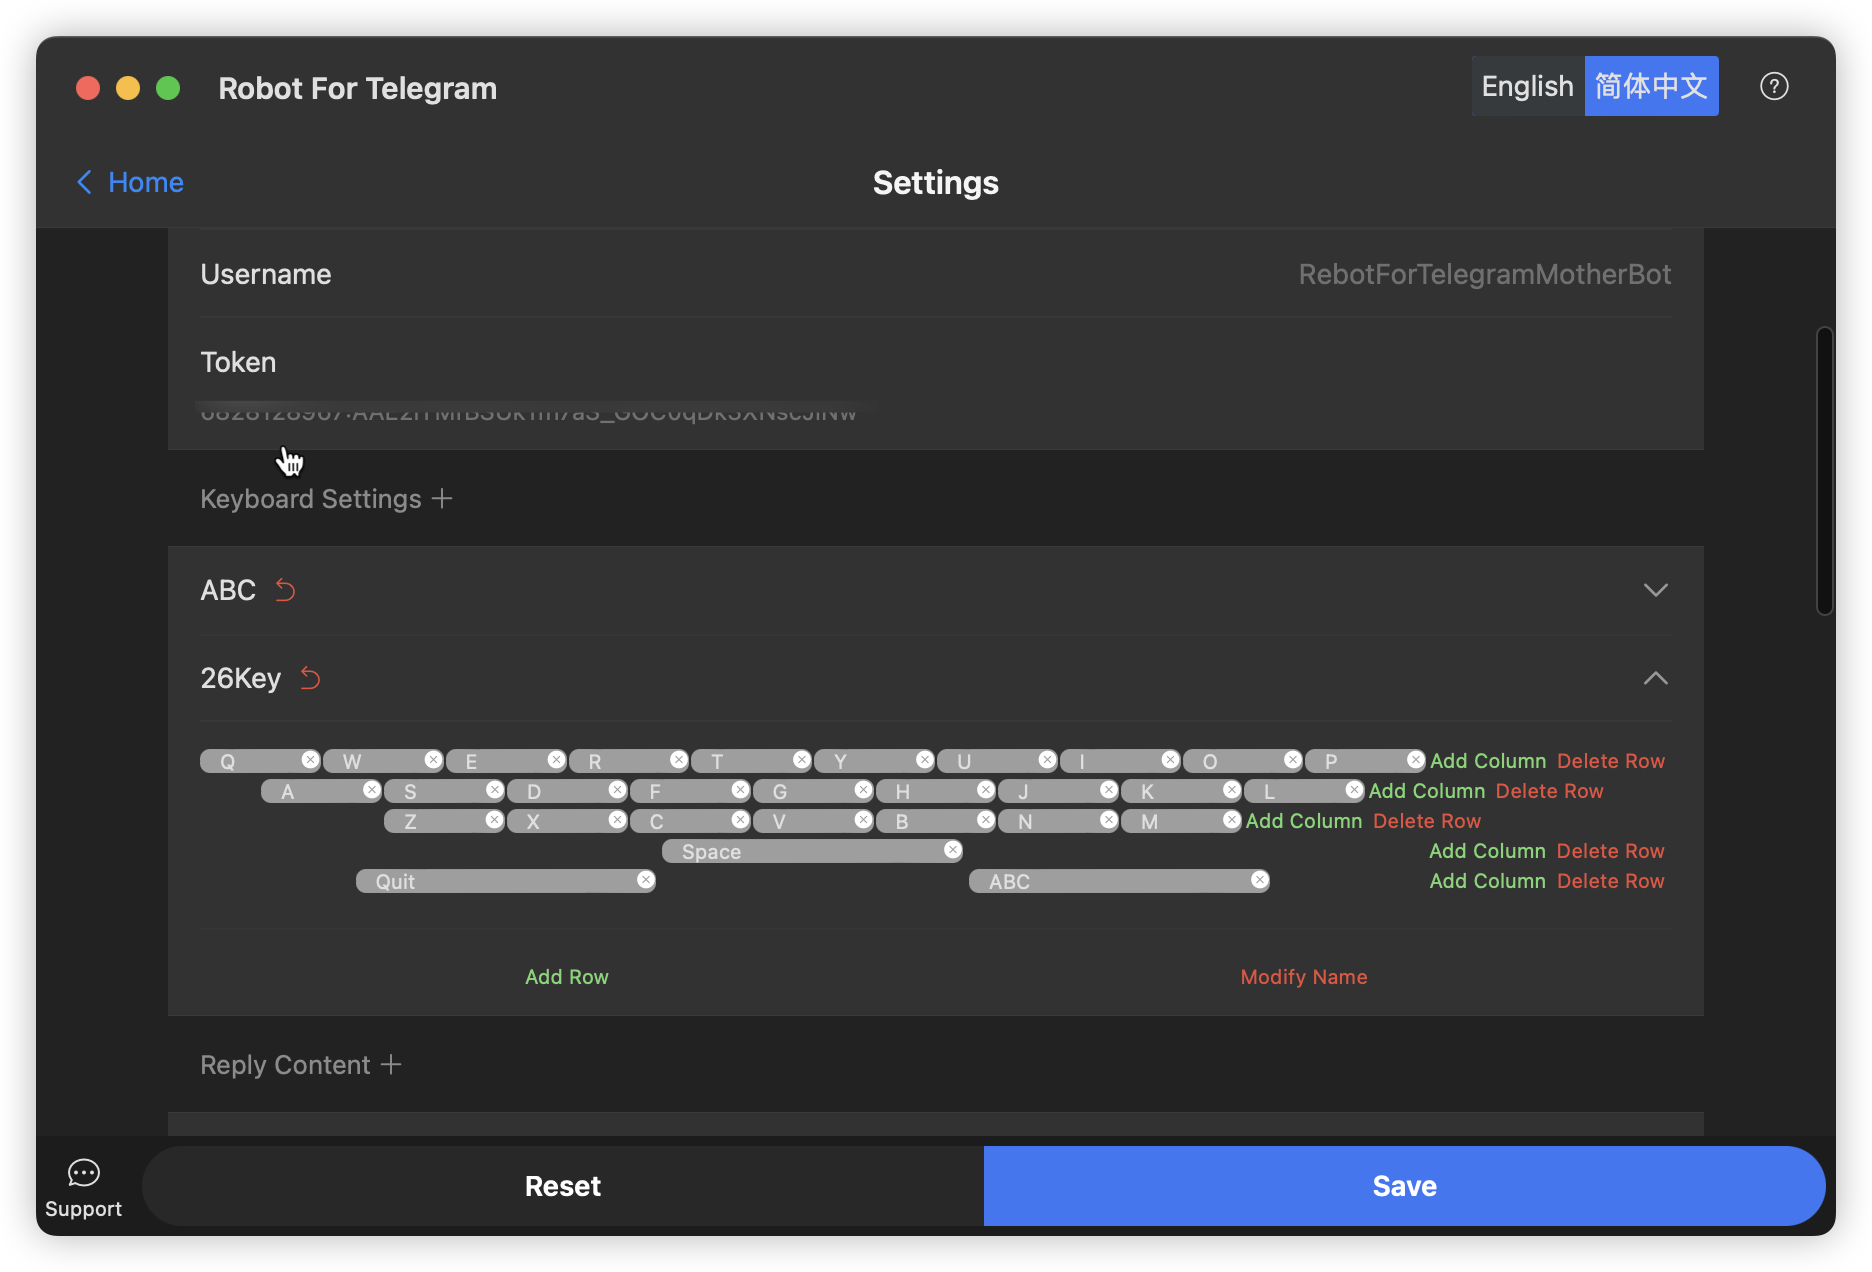 Robot For Telegram
English 简体中文
Home
Settings
Username RebotForTelegramMotherBot
Token
Keyboard Settings
ABC
26Key
Q W E R T Y U I O P Add Column Delete Row
A S D F G H J K L Add Column Delete Row
Z X C V B N M Add Column Delete Row
Space Add Column Delete Row
Quit ABC Add Column Delete Row
Add Row Modify Name
Reply Content
Support
Reset
Save